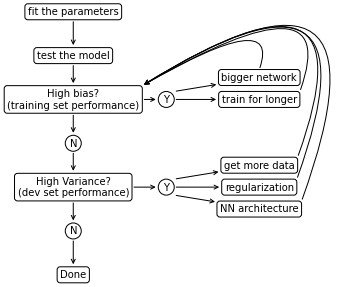 fit the parameters
test the model
High bias?
(training set performance)
Y
bigger network
train for longer
N
High Variance?
(dev set performance)
Y
get more data
regularization
NN architecture
N
Done